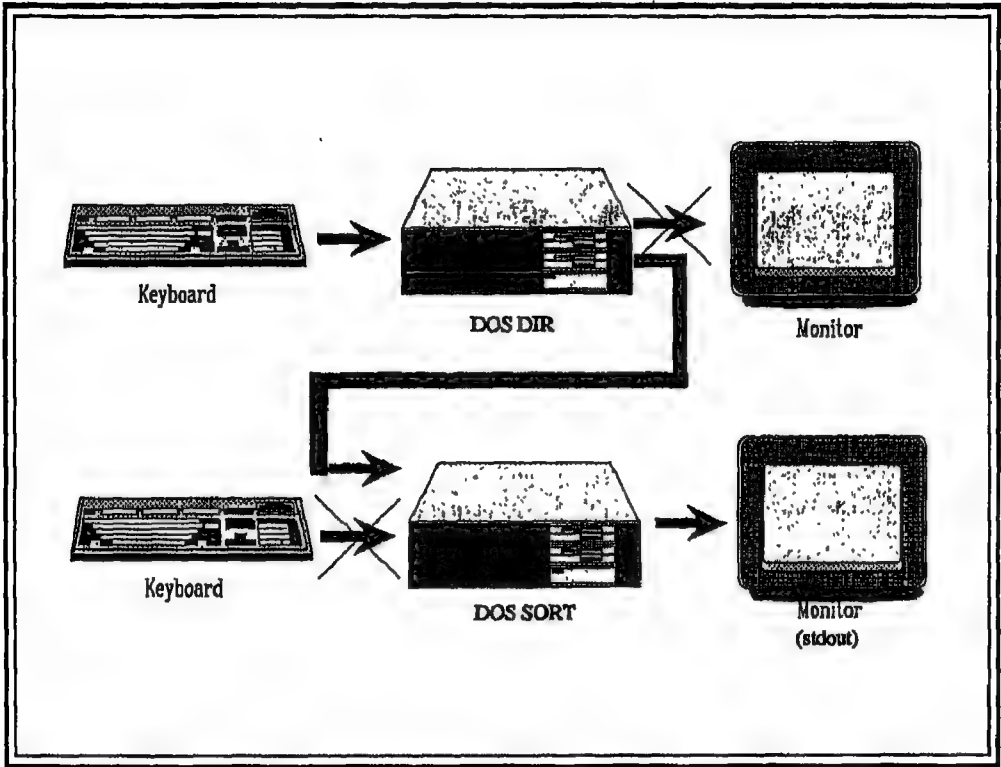 Keyboard
DOS DIR
Monitor
Keyboard
DOS SORT
Monitor
(stdout)